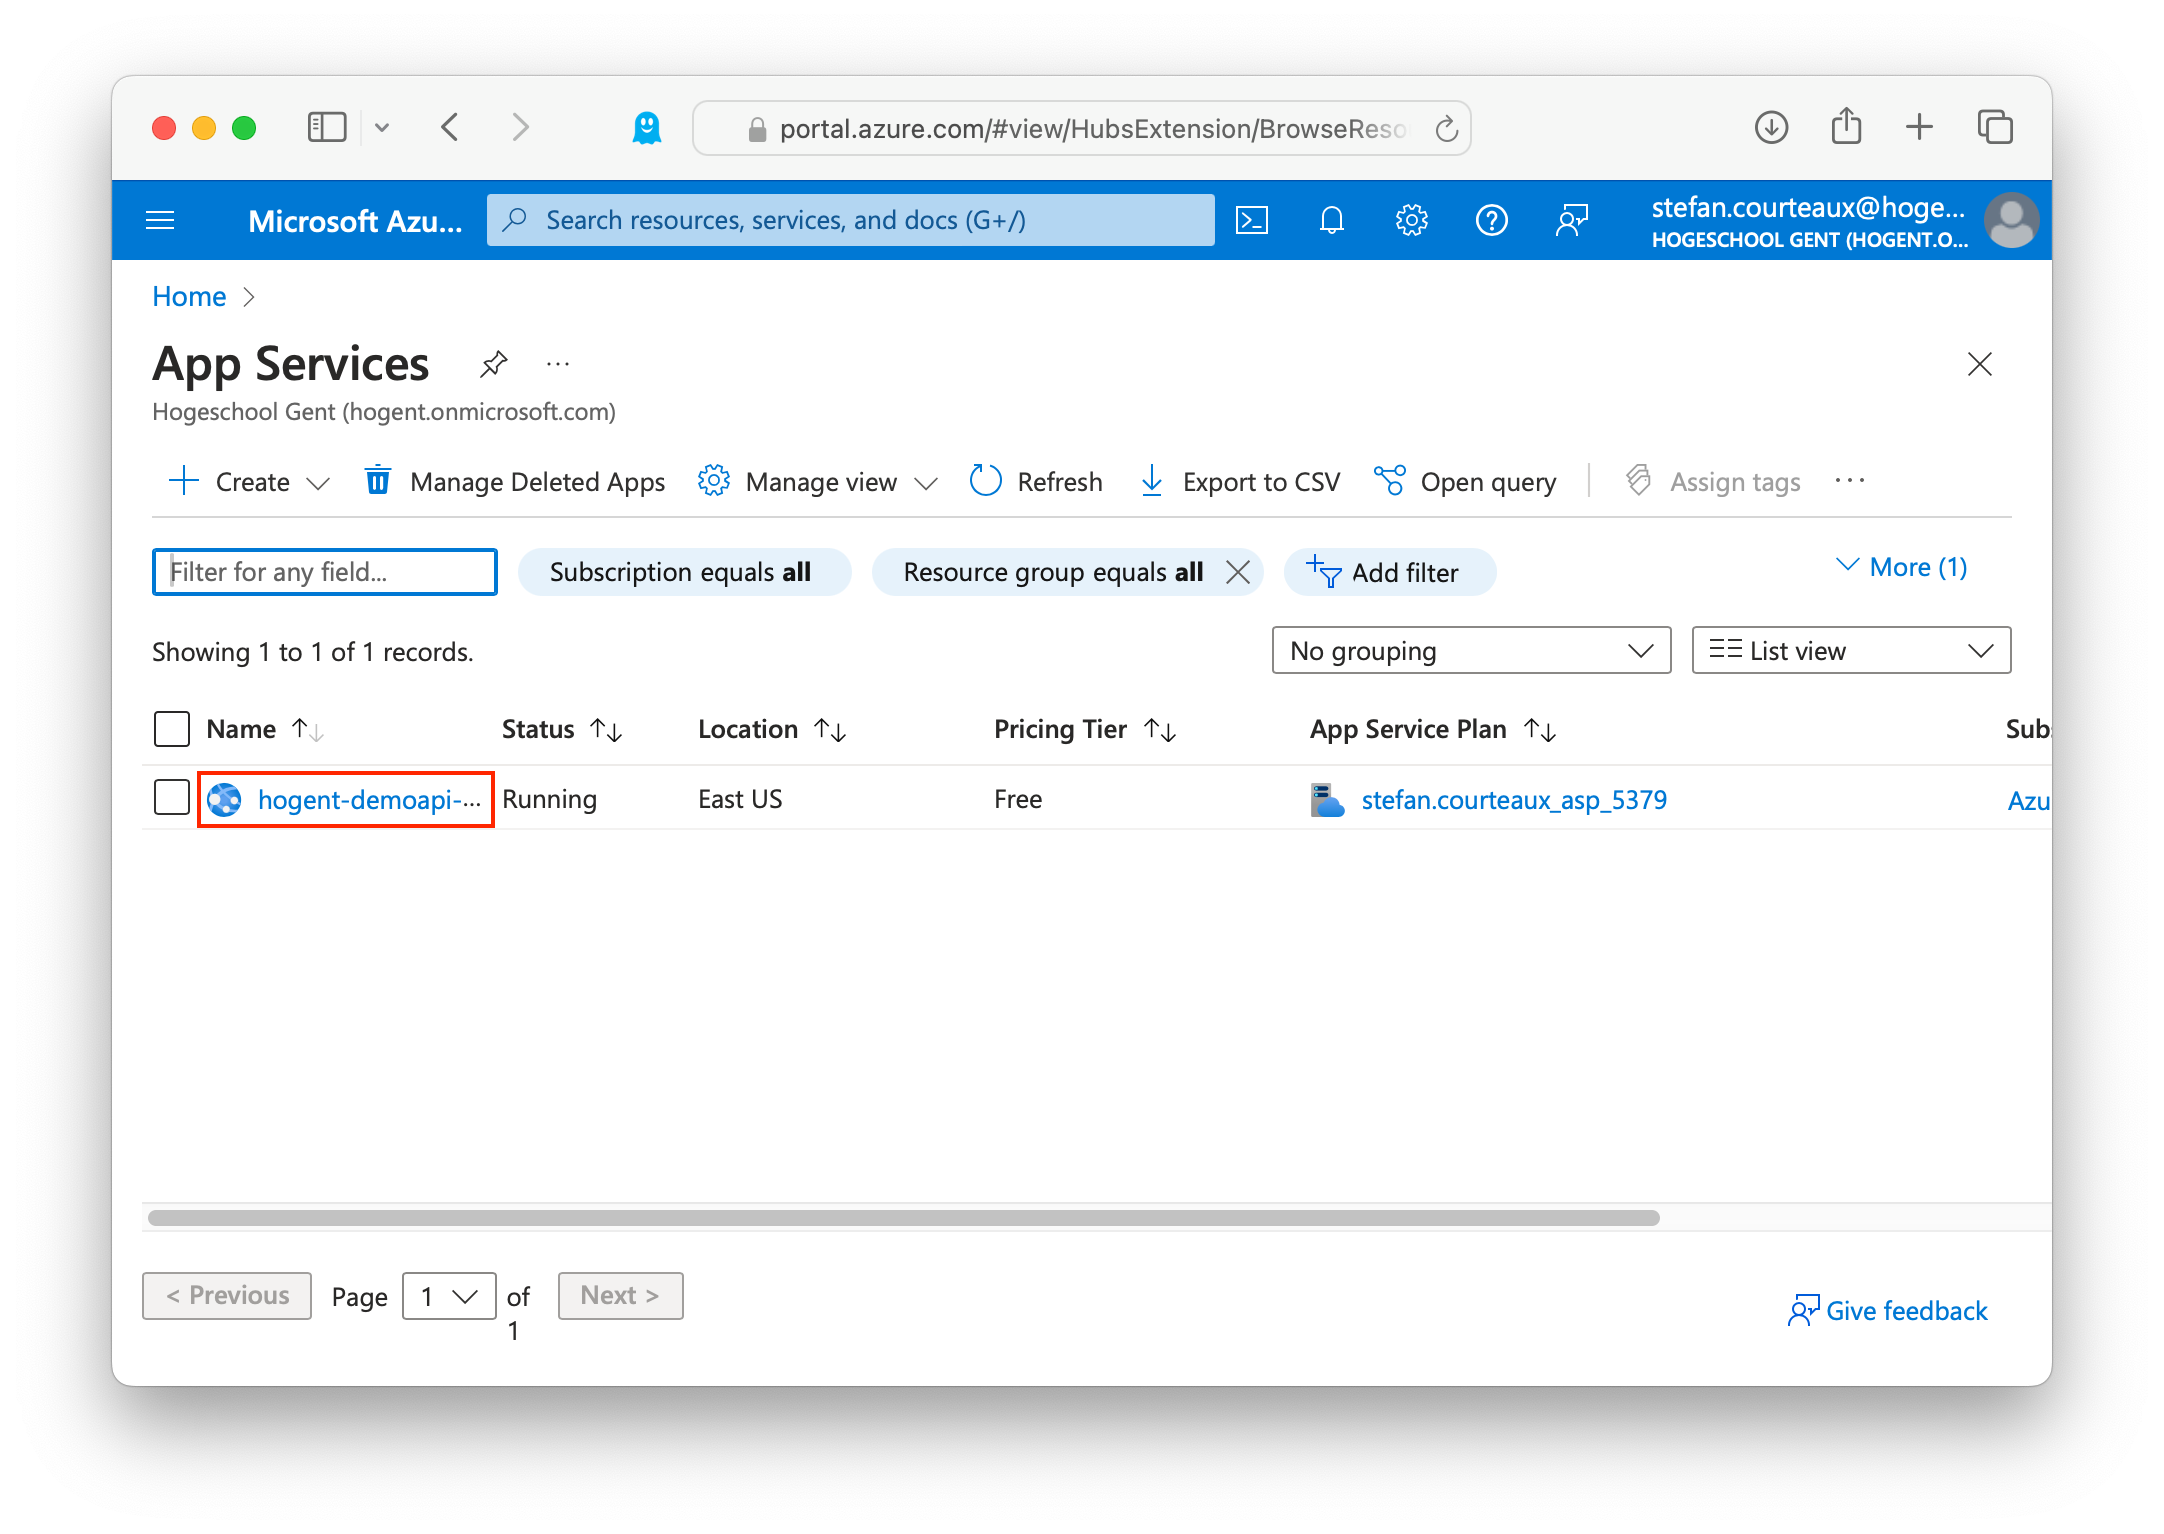 portal.azure.com/#view/HubsExtension/BrowseReso
Microsoft Azu...
Search resources, services, and docs (G+/)
stefan.courteaux@hoge...
HOGESCHOOL GENT (HOGENT.O...
Home
App Services
...
Hogeschool Gent (hogent.onmicrosoft.com)
Create
Manage Deleted Apps
Manage view
Refresh
Export to CSV
Open query
Assign tags
...
Filter for any field...
Subscription equals all
Resource group equals all
Add filter
More (1)
Showing 1 to 1 of 1 records.
No grouping
List view
Name
Status
Location
Pricing Tier
App Service Plan
Subs
hogent-demoapi-...
Running
East US
Free
stefan.courteaux_asp_5379
Azu
< Previous
Page
1
of
1
Next >
Give feedback